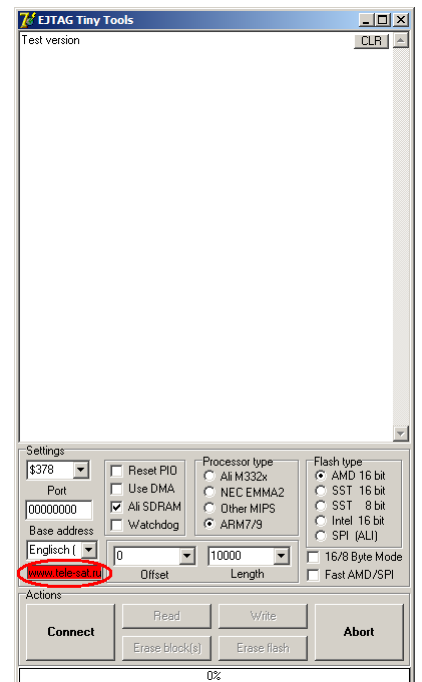 EJTAG Tiny Tools
Test version
CLR
Settings
$378
Port
00000000
Base address
Englisch (
www.tele-sat.ru
Reset PIO
Use DMA
Ali SDRAM
Watchdog
Processor type
Ali M332x
NEC EMMA2
Other MIPS
ARM7/9
Flash type
AMD 16 bit
SST 16 bit
SST 8 bit
Intel 16 bit
SPI (ALI)
0
Offset
10000
Length
16/8 Byte Mode
Fast AMD/SPI
Actions
Connect
Read
Write
Erase block(s)
Erase flash
Abort
0%